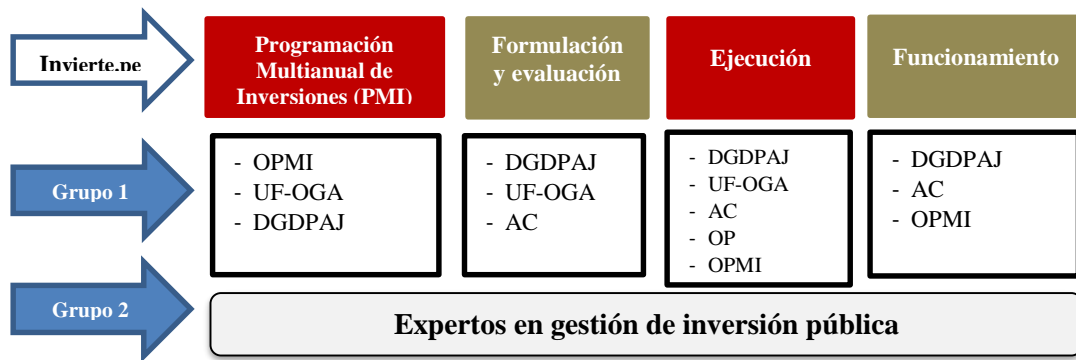 Invierte.pe
Programación
Multianual de
Inversiones (PMI)
Formulación
y evaluación
Ejecución
Funcionamiento
Grupo 1
- OPMI
- UF-OGA
- DGDPAJ
- DGDPAJ
- UF-OGA
- AC
- DGDPAJ
- UF-OGA
- AC
- OP
- OPMI
- DGDPAJ
- AC
- OPMI
Grupo 2
Expertos en gestión de inversión pública